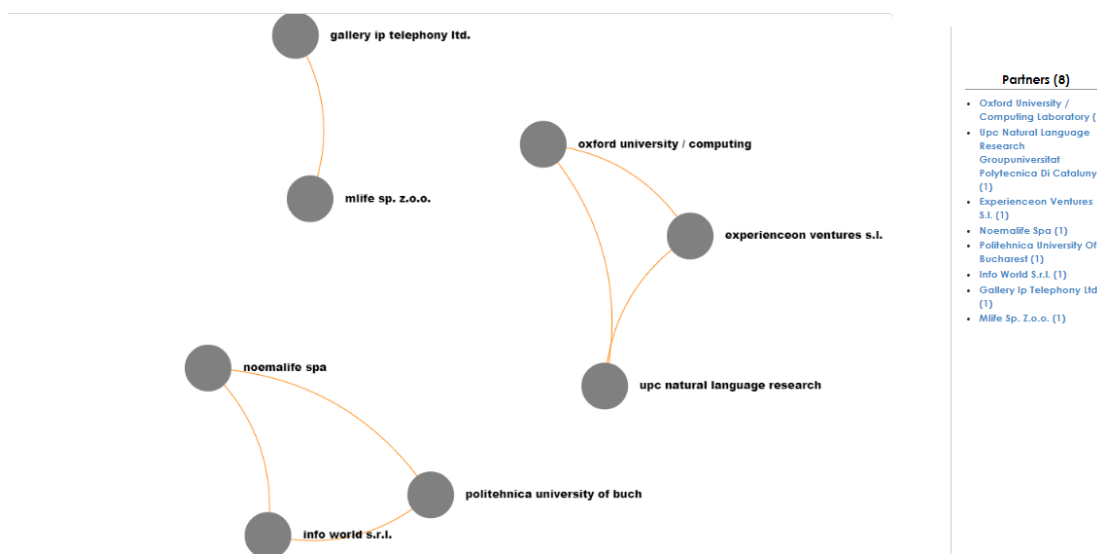 gallery ip telephony ltd.
mlife sp. z.o.o.
oxford university / computing
experienceon ventures s.l.
upc natural language research
noemalife spa
politehnica university of buch
info world s.r.l.
Partners (8)
Oxford University /
Computing Laboratory (
Upc Natural Language
Research
Groupuniversitat
Polytecnica Di Cataluny
(1)
Experienceon Ventures
S.l. (1)
Noemalife Spa (1)
Politehnica University Of
Bucharest (1)
Info World S.r.l. (1)
Gallery Ip Telephony Ltd
(1)
Mlife Sp. Z.o.o. (1)